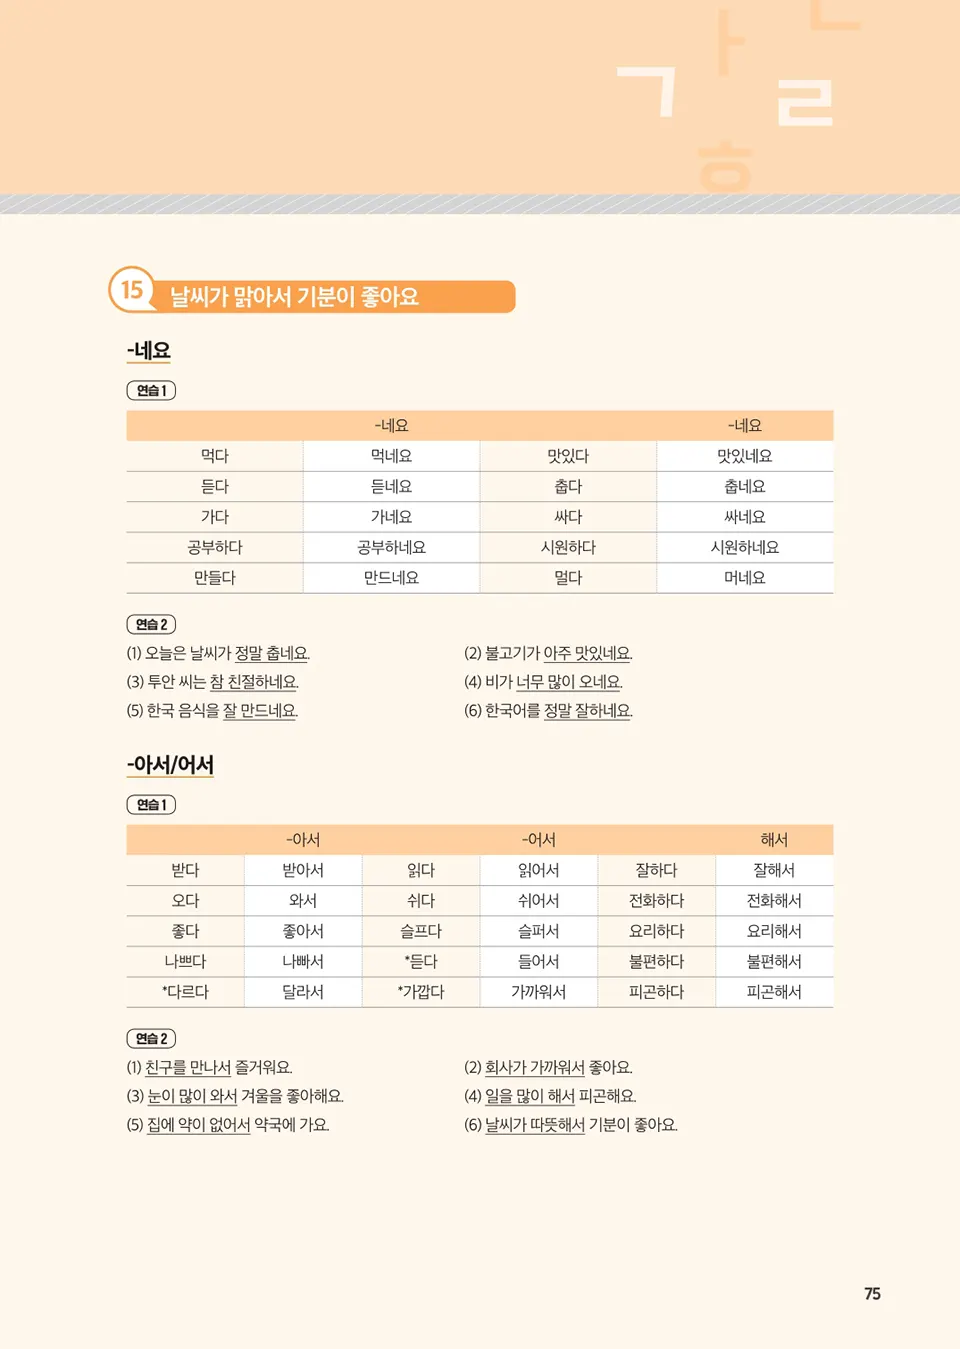 ㄱ ㅏ ㄴ ㄹ ㅎ
15 날씨가 맑아서 기분이 좋아요
-네요
연습 1
-네요 -네요
먹다 먹네요 맛있다 맛있네요
듣다 듣네요 춥다 춥네요
가다 가네요 싸다 싸네요
공부하다 공부하네요 시원하다 시원하네요
만들다 만드네요 멀다 머네요
연습 2
(1) 오늘은 날씨가 정말 춥네요. (2) 불고기가 아주 맛있네요.
(3) 투안 씨는 참 친절하네요. (4) 비가 너무 많이 오네요.
(5) 한국 음식을 잘 만드네요. (6) 한국어를 정말 잘하네요.
-아서/어서
연습 1
-아서 -어서 해서
받다 받아서 읽다 읽어서 잘하다 잘해서
오다 와서 쉬다 쉬어서 전화하다 전화해서
좋다 좋아서 슬프다 슬퍼서 요리하다 요리해서
나쁘다 나빠서 *듣다 들어서 불편하다 불편해서
*다르다 달라서 *가깝다 가까워서 피곤하다 피곤해서
연습 2
(1) 친구를 만나서 즐거워요. (2) 회사가 가까워서 좋아요.
(3) 눈이 많이 와서 겨울을 좋아해요. (4) 일을 많이 해서 피곤해요.
(5) 집에 약이 없어서 약국에 가요. (6) 날씨가 따뜻해서 기분이 좋아요.
75